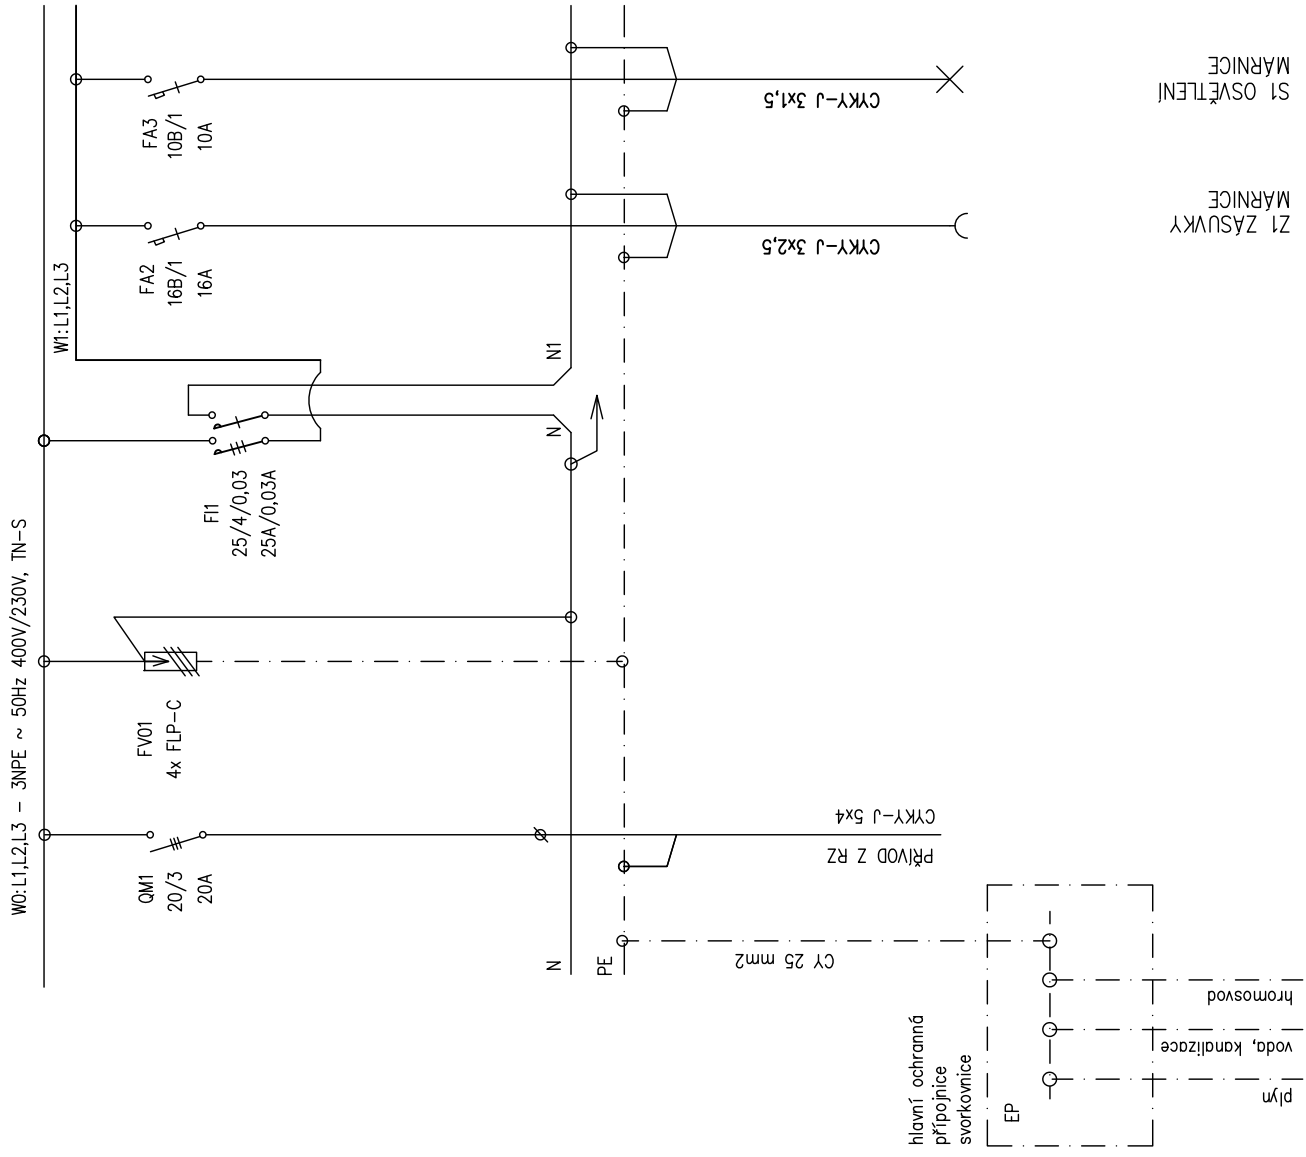 W0:L1,L2,L3 – 3NPE ~ 50Hz 400V/230V, TN-S
QM1
20/3
20A
FV01
4x FLP-C
FI1
25/4/0,03
25A/0,03A
W1:L1,L2,L3
FA2
16B/1
16A
FA3
10B/1
10A
N
PE
N
N1
PŘÍVOD Z RZ
CYKY-J 5x4
CYKY-J 3x2,5
CYKY-J 3x1,5
Z1 ZÁSUVKY
MÁRNICE
S1 OSVĚTLENÍ
MÁRNICE
CY 25 mm2
hlavní ochranná
přípojnice
svorkovnice
EP
plyn
voda, kanalizace
hromosvod